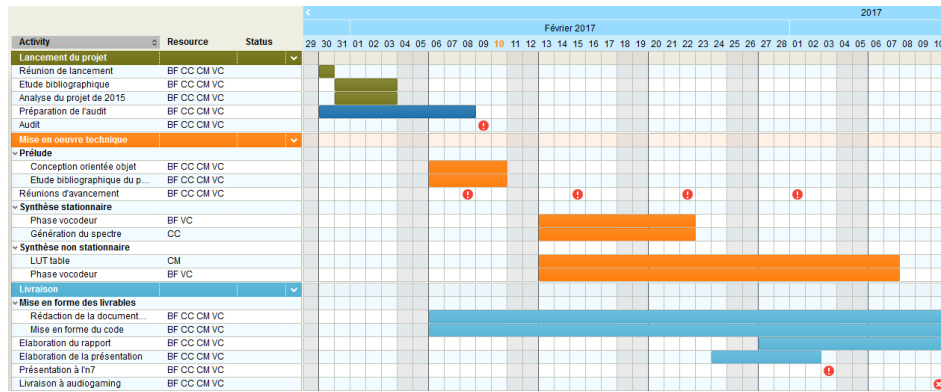 2017
Février 2017
Activity Resource Status 29 30 31 01 02 03 04 05 06 07 08 09 10 11 12 13 14 15 16 17 18 19 20 21 22 23 24 25 26 27 28 01 02 03 04 05 06 07 08 09 10
Lancement du projet
Réunion de lancement BF CC CM VC
Etude bibliographique BF CC CM VC
Analyse du projet de 2015 BF CC CM VC
Préparation de l'audit BF CC CM VC
Audit BF CC CM VC
Mise en oeuvre technique
Prélude
Conception orientée objet BF CC CM VC
Etude bibliographique du p... BF CC CM VC
Réunions d'avancement BF CC CM VC
Synthèse stationnaire
Phase vocodeur BF VC
Génération du spectre CC
Synthèse non stationnaire
LUT table CM
Phase vocodeur BF VC
Livraison
Mise en forme des livrables
Rédaction de la document... BF CC CM VC
Mise en forme du code BF CC CM VC
Elaboration du rapport BF CC CM VC
Elaboration de la présentation BF CC CM VC
Présentation à l'n7 BF CC CM VC
Livaison à audiogaming BF CC CM VC